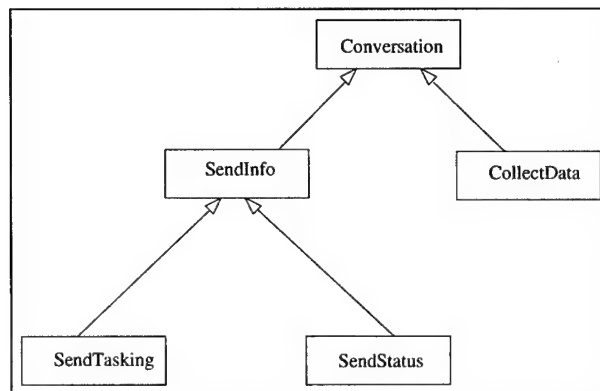 Conversation
SendInfo
CollectData
SendTasking
SendStatus